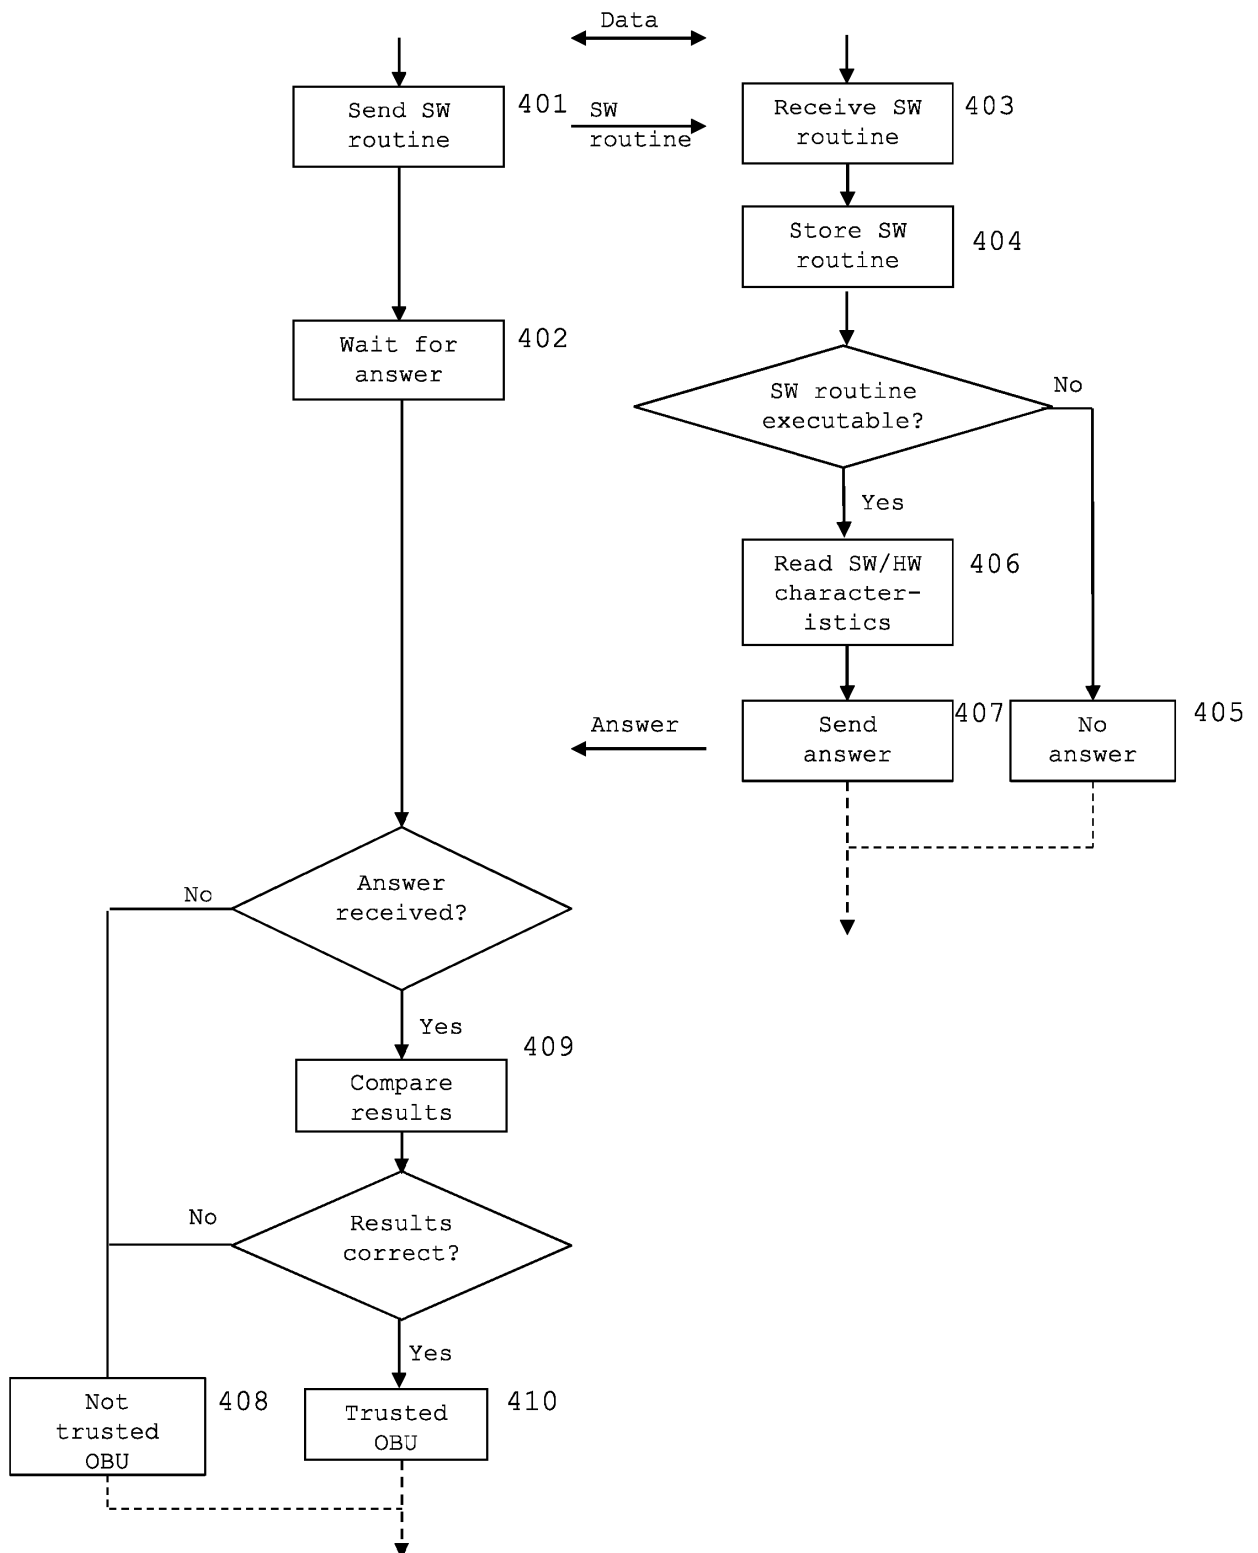 Data
Send SW
routine
401
SW
routine
Receive SW
routine
403
Store SW
routine
404
Wait for
answer
402
SW routine
executable?
No
Yes
Read SW/HW
character-
istics
406
Answer
Send
answer
407
No
answer
405
Answer
received?
No
Yes
409
Compare
results
Results
correct?
No
Yes
Not
trusted
OBU
408
Trusted
OBU
410